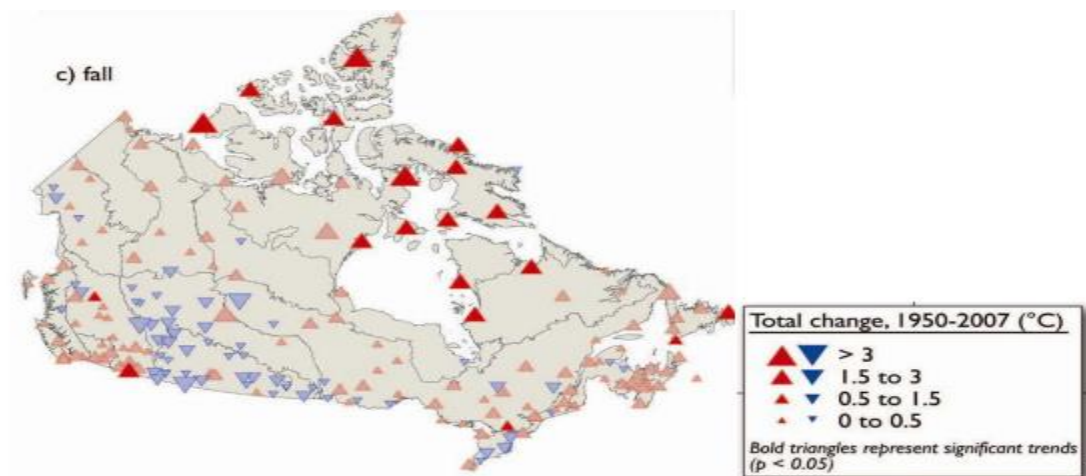 c) fall
Total change, 1950-2007 (°C)
> 3
1.5 to 3
0.5 to 1.5
0 to 0.5
Bold triangles represent significant trends
(p < 0.05)